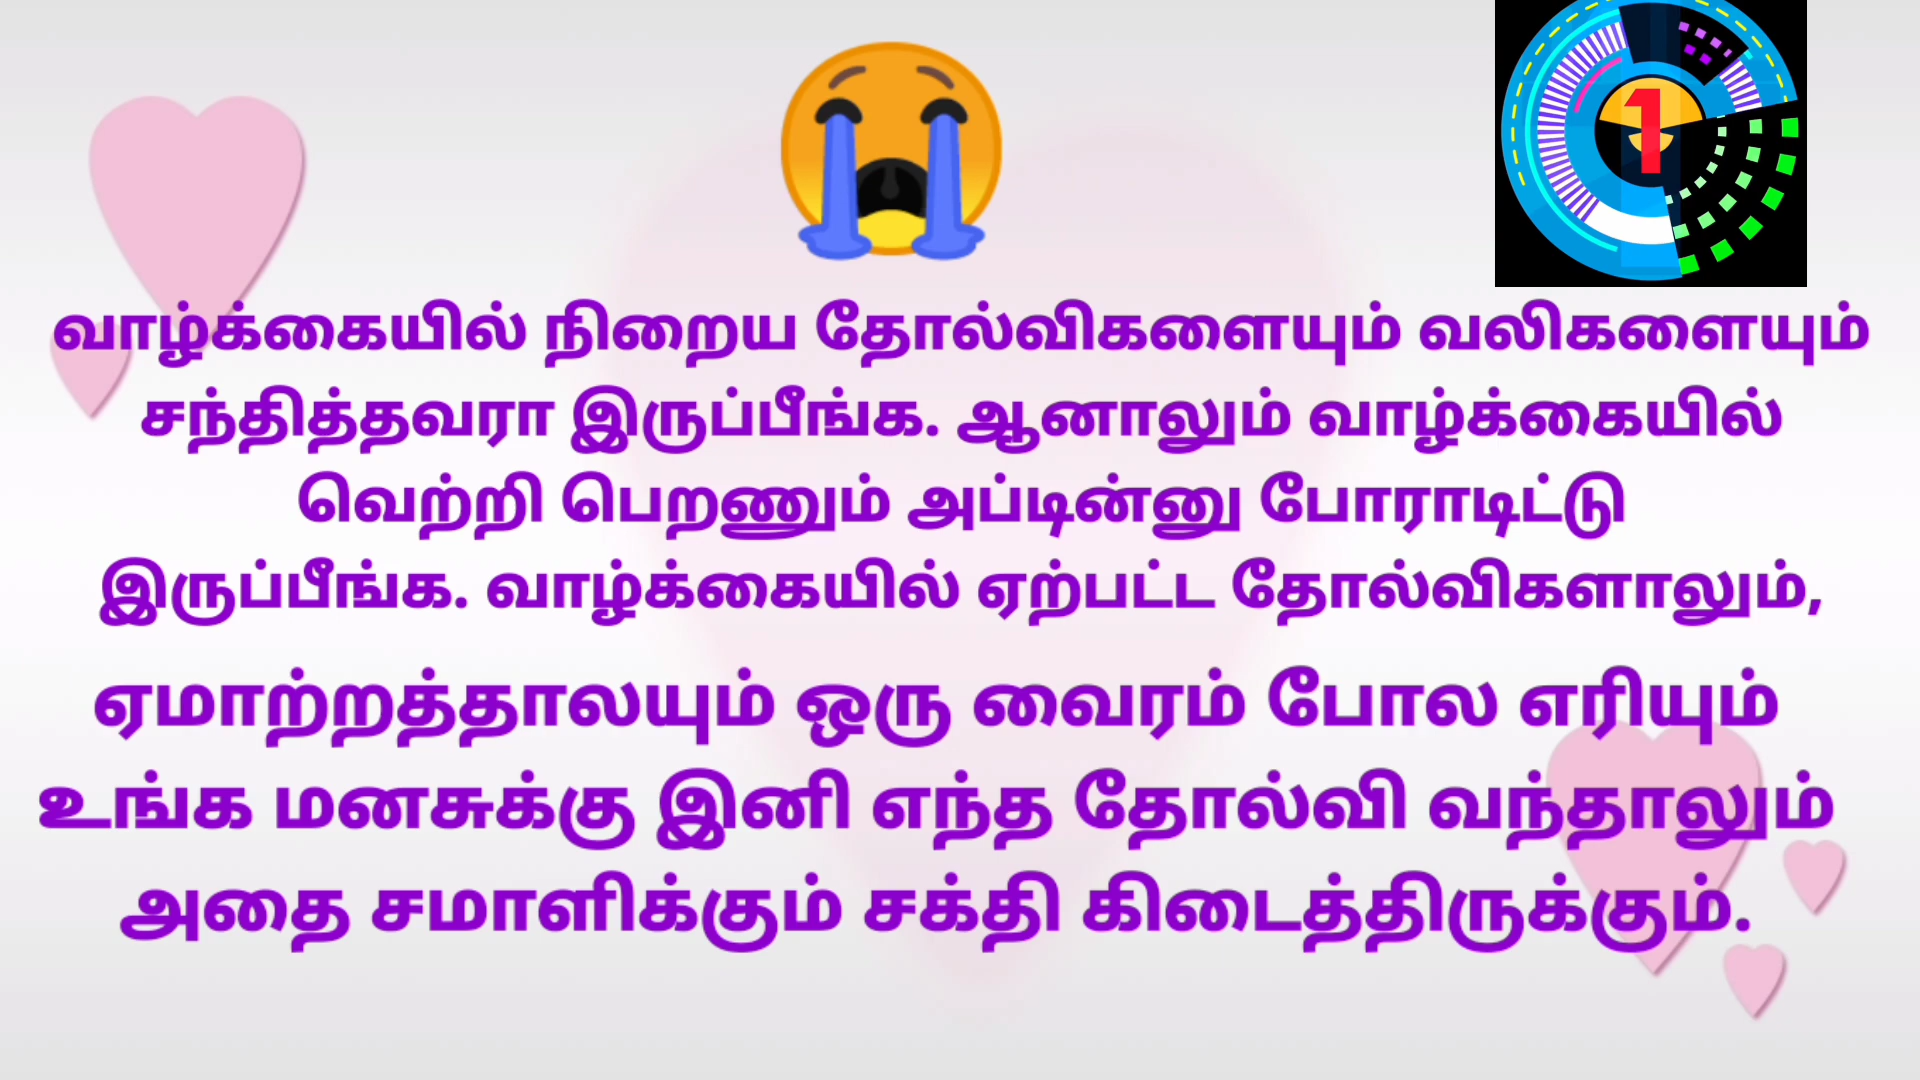 1
வாழ்க்கையில் நிறைய தோல்விகளையும் வலிகளையும்
சந்தித்தவரா இருப்பீங்க. ஆனாலும் வாழ்க்கையில்
வெற்றி பெறணும் அப்டின்னு போராடிட்டு
இருப்பீங்க. வாழ்க்கையில் ஏற்பட்ட தோல்விகளாலும்,
ஏமாற்றத்தாலயும் ஒரு வைரம் போல எரியும்
உங்க மனசுக்கு இனி எந்த தோல்வி வந்தாலும்
அதை சமாளிக்கும் சக்தி கிடைத்திருக்கும்.